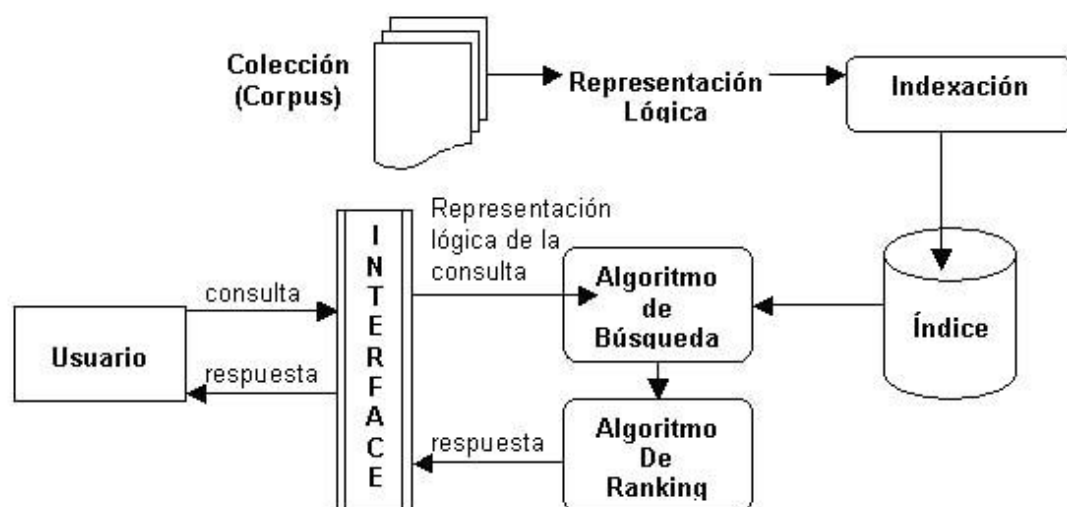 Colección
(Corpus)
Representación
Lógica
Indexación
Representación
lógica de la
consulta
I
N
T
E
R
F
A
C
E
Algoritmo
de
Búsqueda
Índice
consulta
Usuario
respuesta
respuesta
Algoritmo
De
Ranking